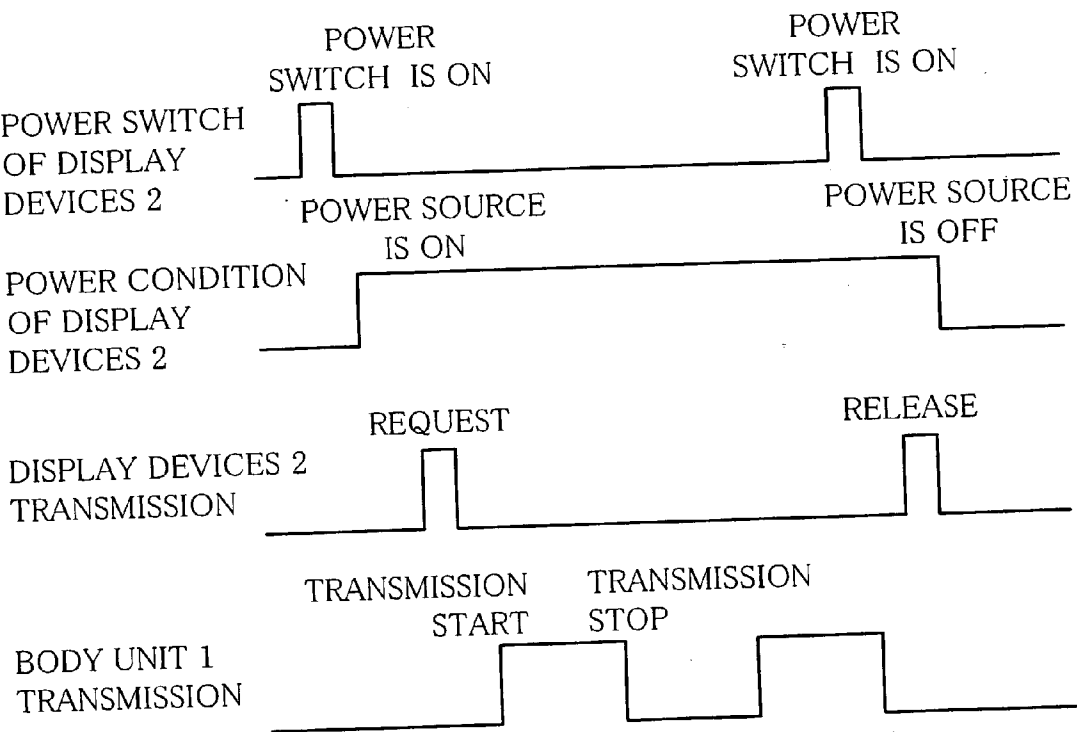 POWER
SWITCH IS ON
POWER
SWITCH IS ON
POWER SWITCH
OF DISPLAY
DEVICES 2
POWER SOURCE
IS ON
POWER SOURCE
IS OFF
POWER CONDITION
OF DISPLAY
DEVICES 2
REQUEST
RELEASE
DISPLAY DEVICES 2
TRANSMISSION
TRANSMISSION
START
TRANSMISSION
STOP
BODY UNIT 1
TRANSMISSION